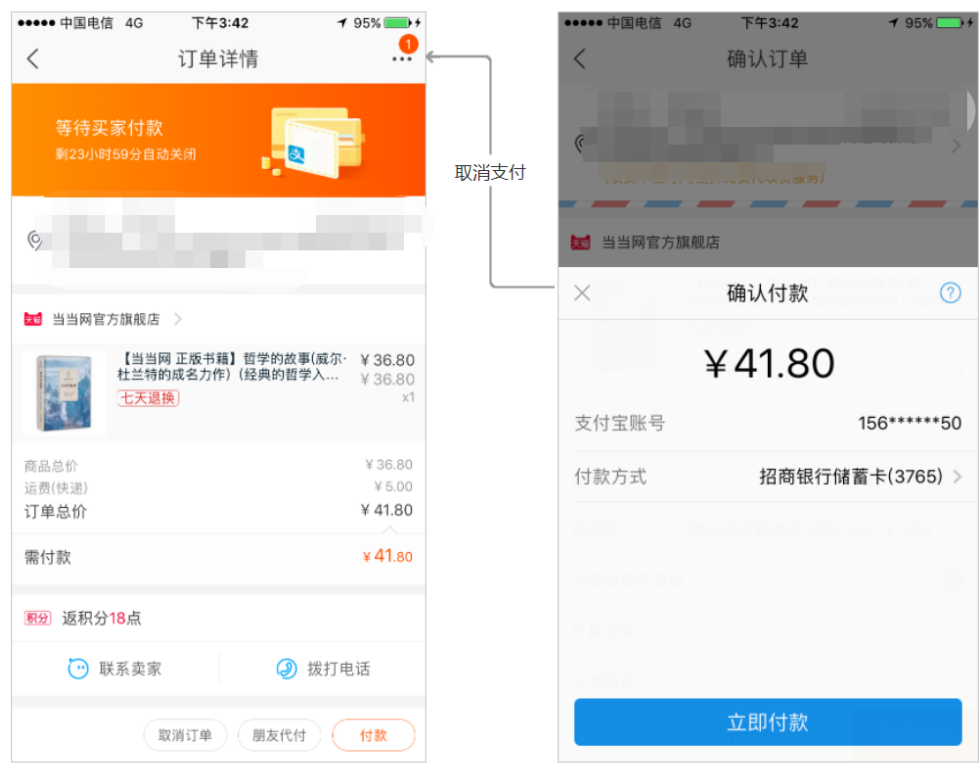 中国电信 4G 下午3:42 95%
订单详情
1
等待买家付款
剩23小时59分自动关闭
支
天猫 当当网官方旗舰店
【当当网 正版书籍】哲学的故事(威尔· ¥36.80
杜兰特的成名力作)(经典的哲学入... ¥36.80
七天退换 x1
商品总价 ¥36.80
运费(快递) ¥5.00
订单总价 ¥41.80
需付款 ¥41.80
积分 返积分18点
联系卖家 拨打电话
取消订单 朋友代付 付款
取消支付
中国电信 4G 下午3:42 95%
确认订单
天猫 当当网官方旗舰店
确认付款 ?
¥41.80
支付宝账号 156******50
付款方式 招商银行储蓄卡(3765)
立即付款